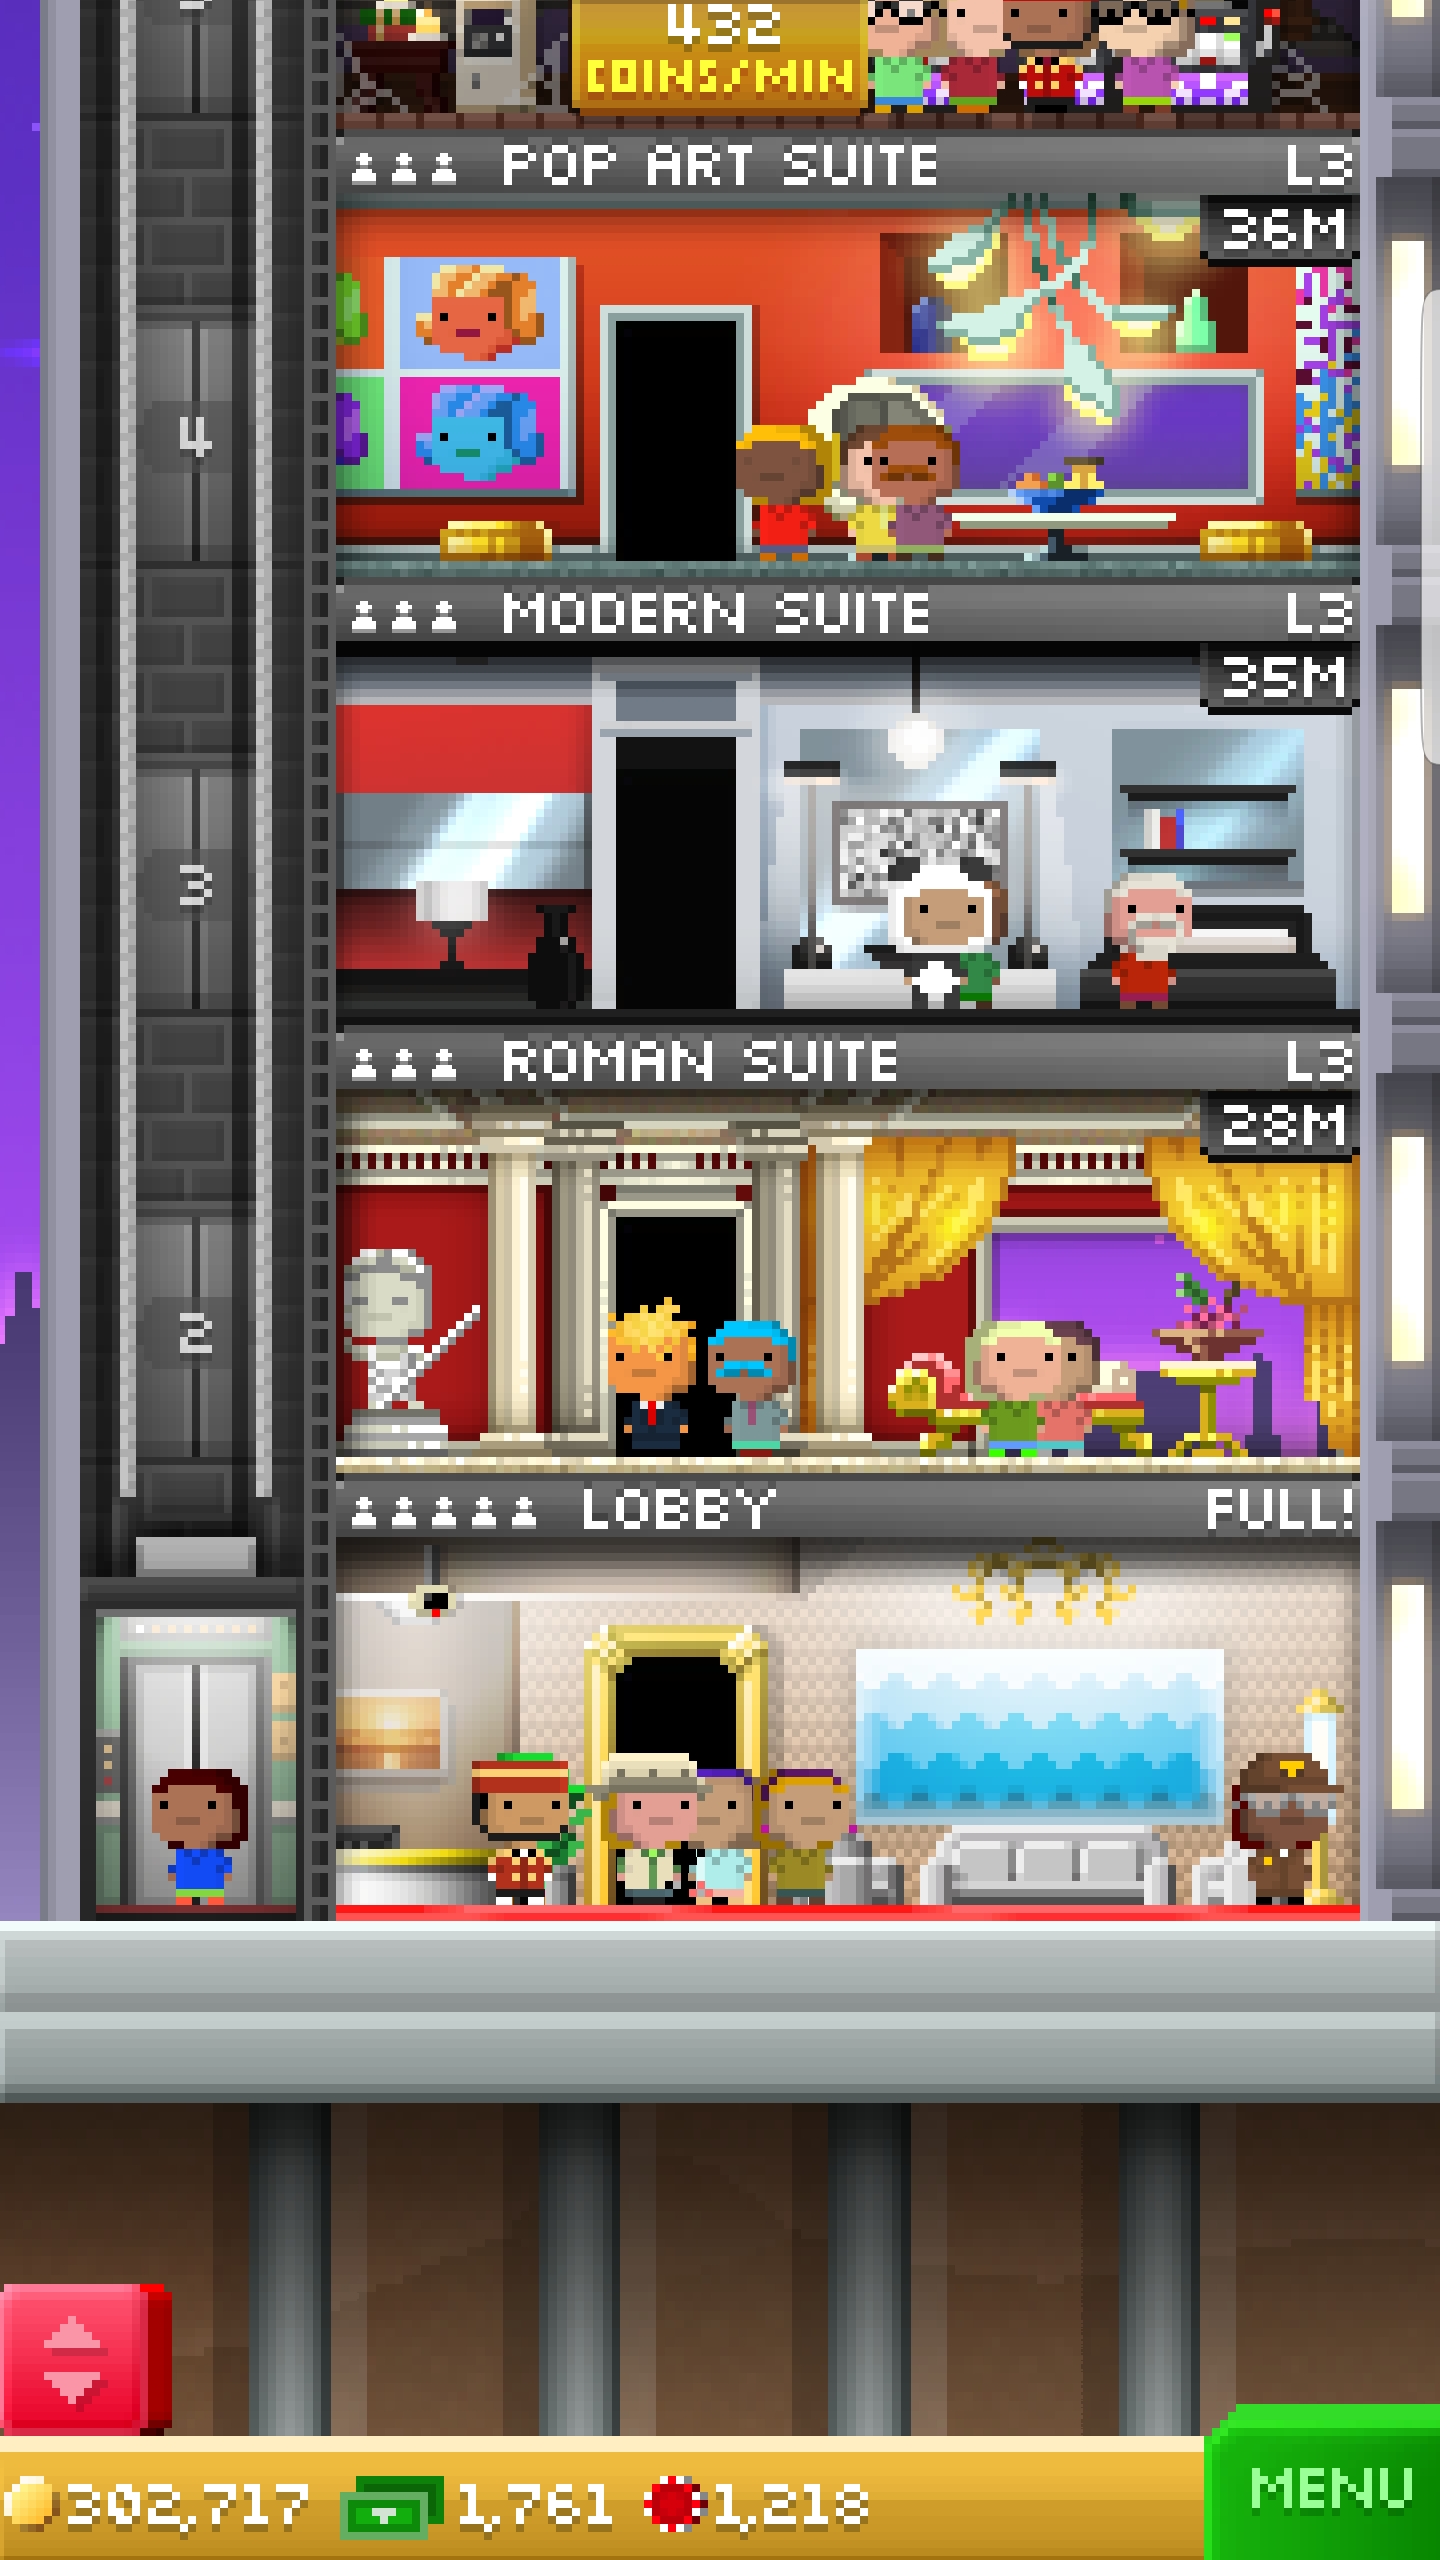 432
COINS/MIN
POP ART SUITE L3
36M
4
MODERN SUITE L3
35M
3
ROMAN SUITE L3
28M
2
LOBBY FULL!
302,717 1,761 1,218
MENU